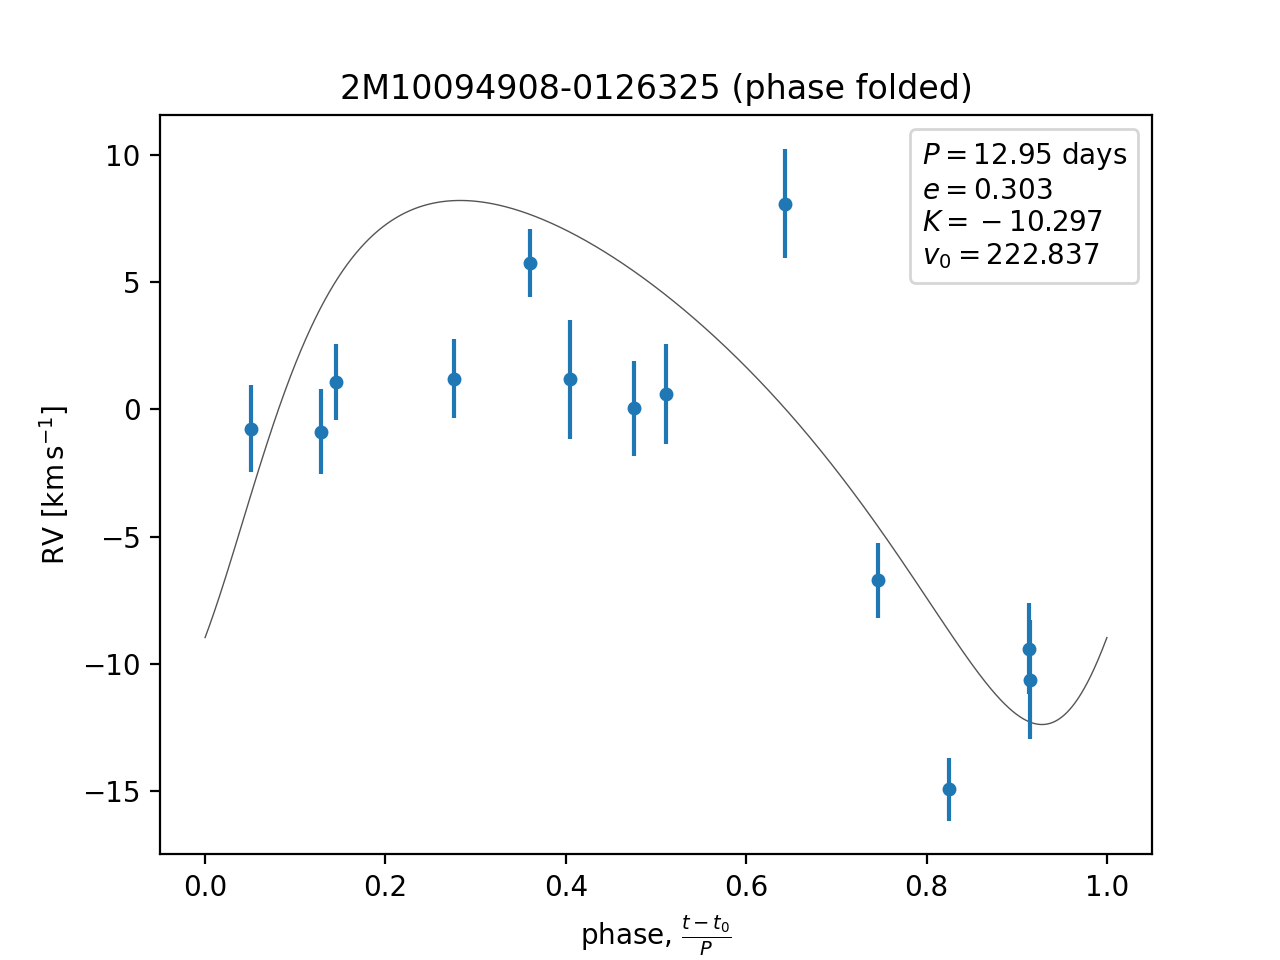 2M10094908-0126325 (phase folded)
P = 12.95 days
e = 0.303
K = − 10.297
v₀ = 222.837
RV [km s⁻¹]
10
5
0
−5
−10
−15
0.0 0.2 0.4 0.6 0.8 1.0
phase, (t − t₀)/P